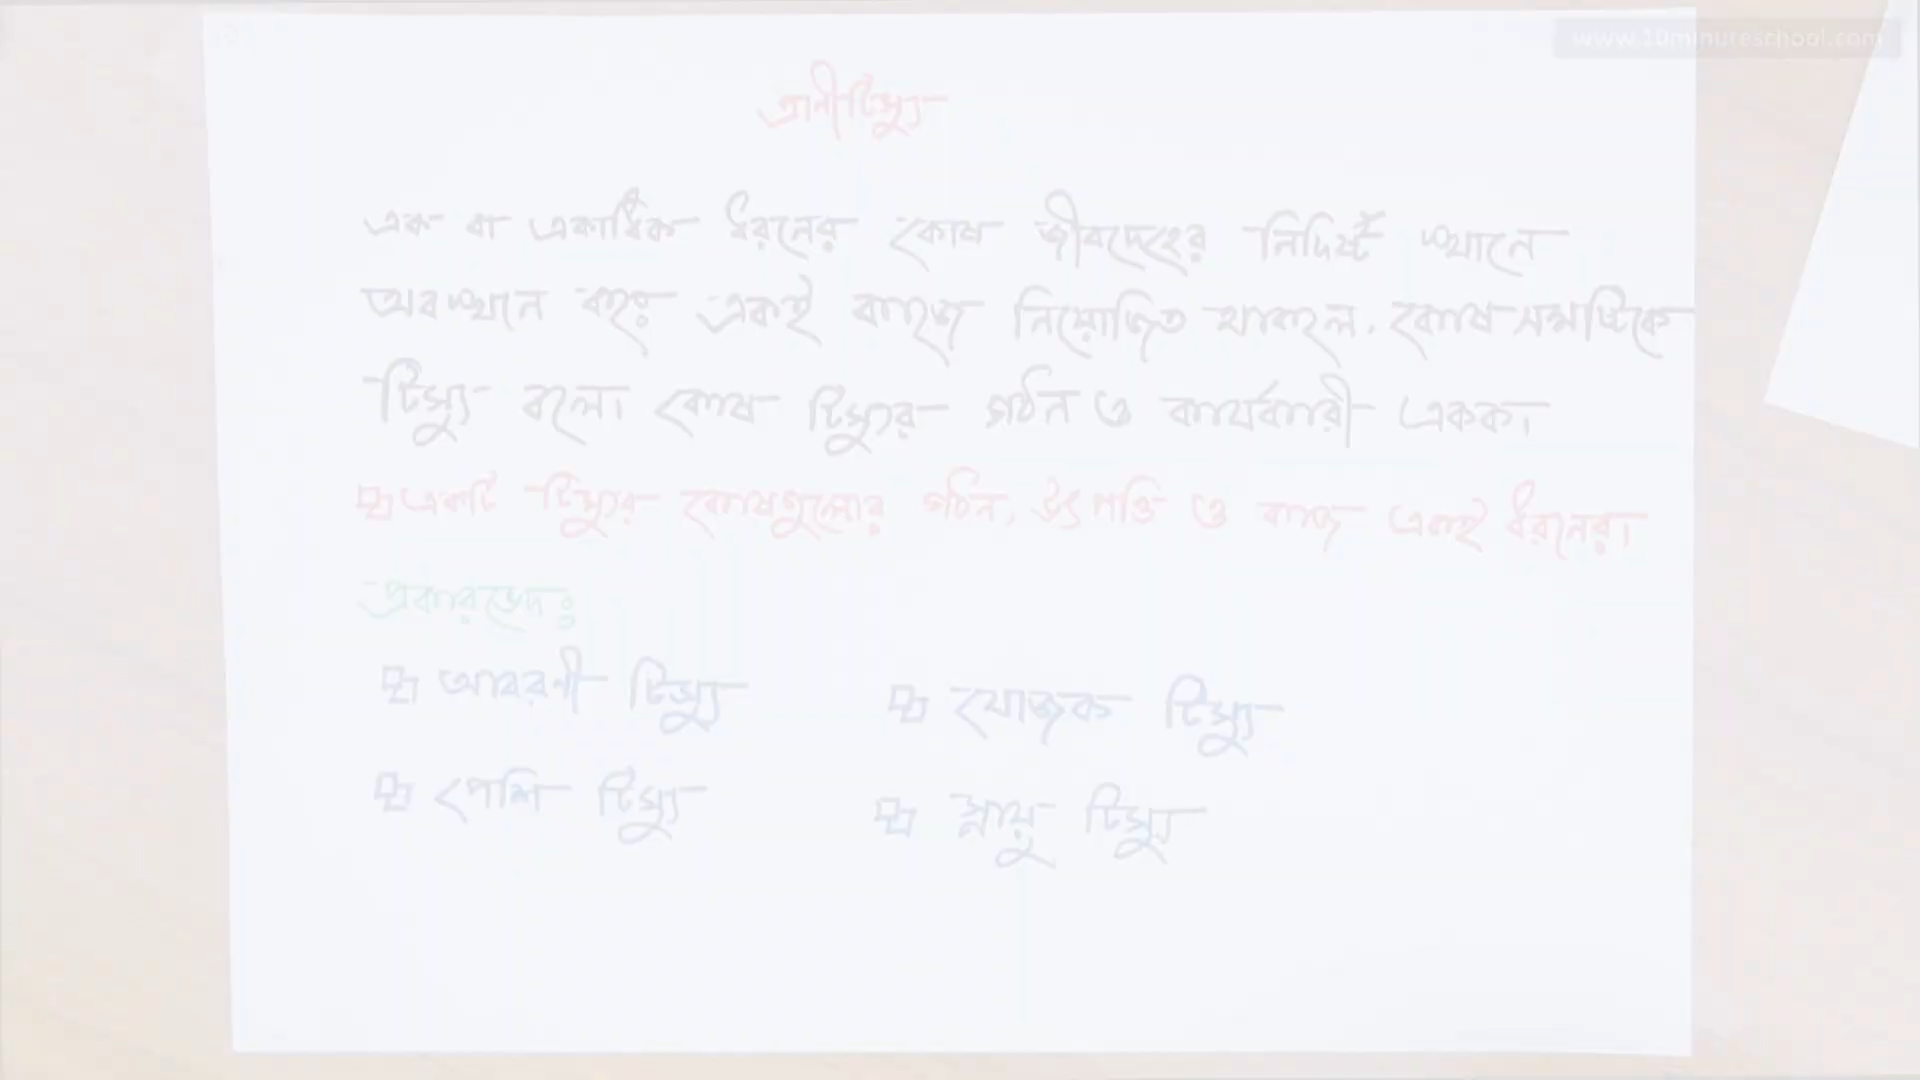 www.10minuteschool.com
প্রাণীটিস্যু
এক বা একাধিক ধরনের কোষ জীবদেহের নির্দিষ্ট স্থানে
অবস্থান করে একই কাজে নিয়োজিত থাকলে, কোষ সমষ্টিকে
টিস্যু বলে। কোষ টিস্যুর গঠন ও কার্যকারী একক।
একটি টিস্যুর কোষগুলোর গঠন, উৎপত্তি ও কাজ একই ধরনের।
প্রকারভেদঃ
আবরণী টিস্যু যোজক টিস্যু
পেশি টিস্যু স্নায়ু টিস্যু